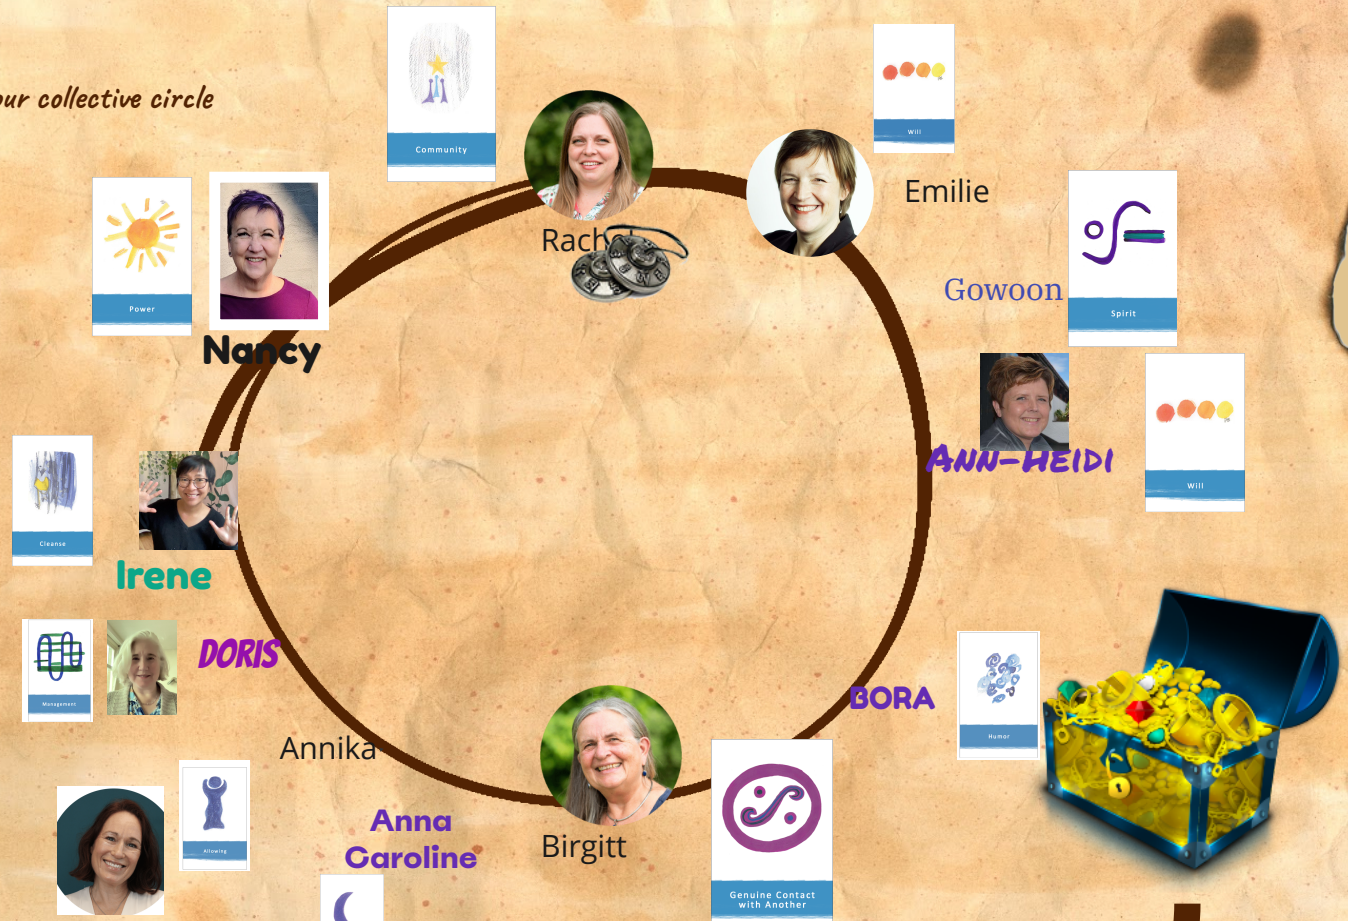 our collective circle
Community
Will
Emilie
Rach
Power
Gowoon
Spirit
Nancy
ANN-HEIDI
Will
Cleanse
Irene
DORIS
Management
BORA
Humor
Annika
Allowing
Anna
Caroline
Birgitt
Genuine Contact
with Another